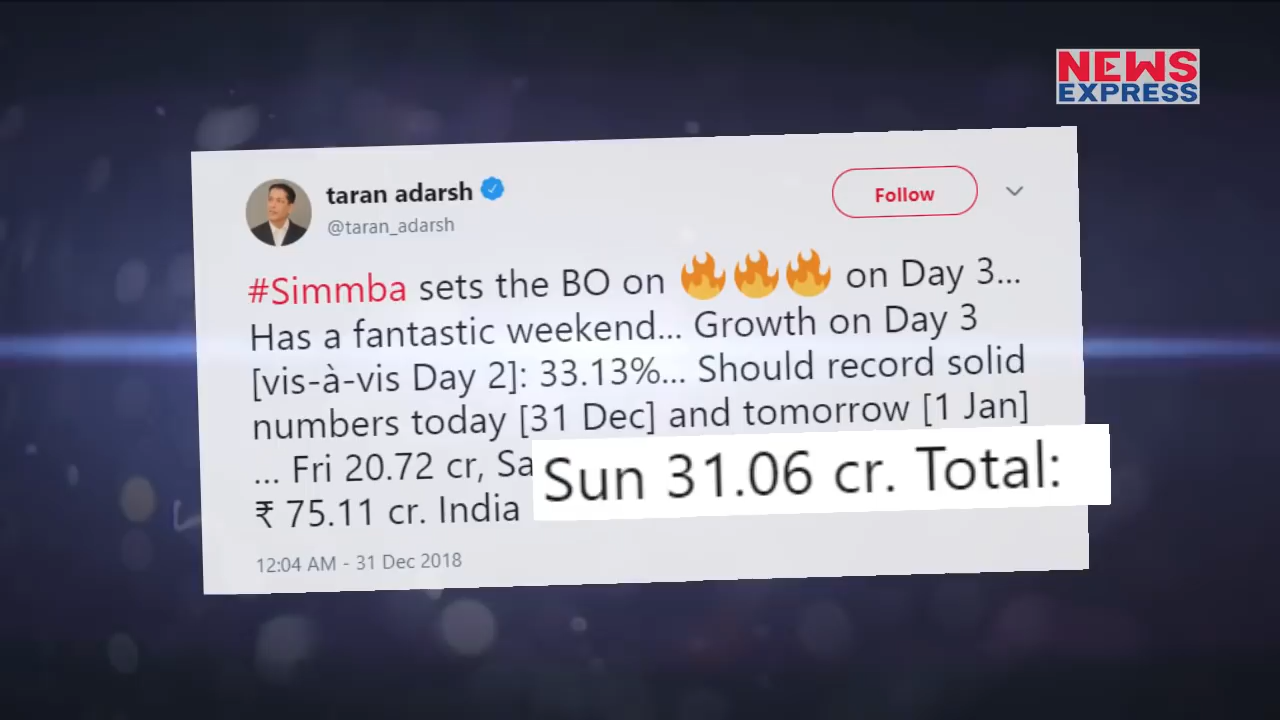 NEWS
EXPRESS
taran adarsh
@taran_adarsh
Follow
#Simmba sets the BO on 🔥🔥🔥 on Day 3...
Has a fantastic weekend... Growth on Day 3
[vis-à-vis Day 2]: 33.13%... Should record solid
numbers today [31 Dec] and tomorrow [1 Jan]
... Fri 20.72 cr, Sa
Sun 31.06 cr. Total:
₹ 75.11 cr. India
12:04 AM - 31 Dec 2018